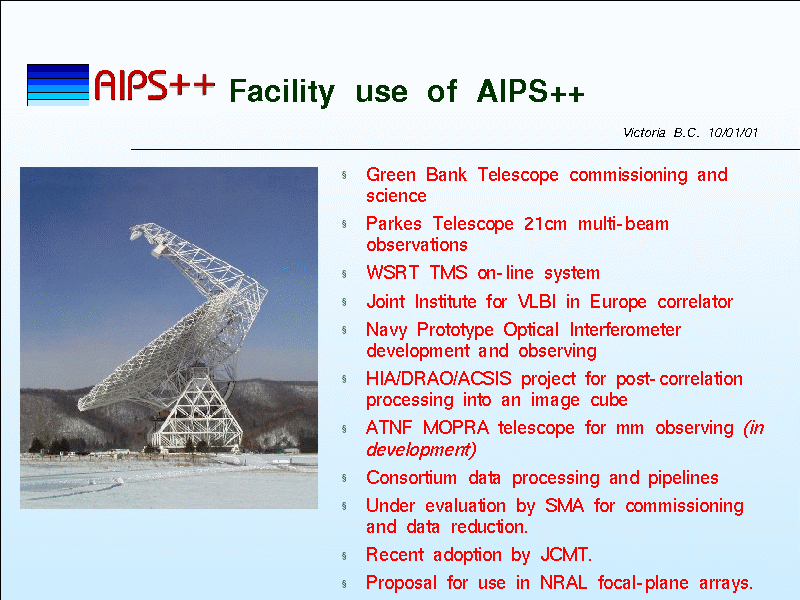 AIPS++ Facility use of AIPS++
Victoria B.C. 10/01/01
§ Green Bank Telescope commissioning and
science
§ Parkes Telescope 21cm multi-beam
observations
§ WSRT TMS on-line system
§ Joint Institute for VLBI in Europe correlator
§ Navy Prototype Optical Interferometer
development and observing
§ HIA/DRAO/ACSIS project for post-correlation
processing into an image cube
§ ATNF MOPRA telescope for mm observing (in
development)
§ Consortium data processing and pipelines
§ Under evaluation by SMA for commissioning
and data reduction.
§ Recent adoption by JCMT.
§ Proposal for use in NRAL focal-plane arrays.